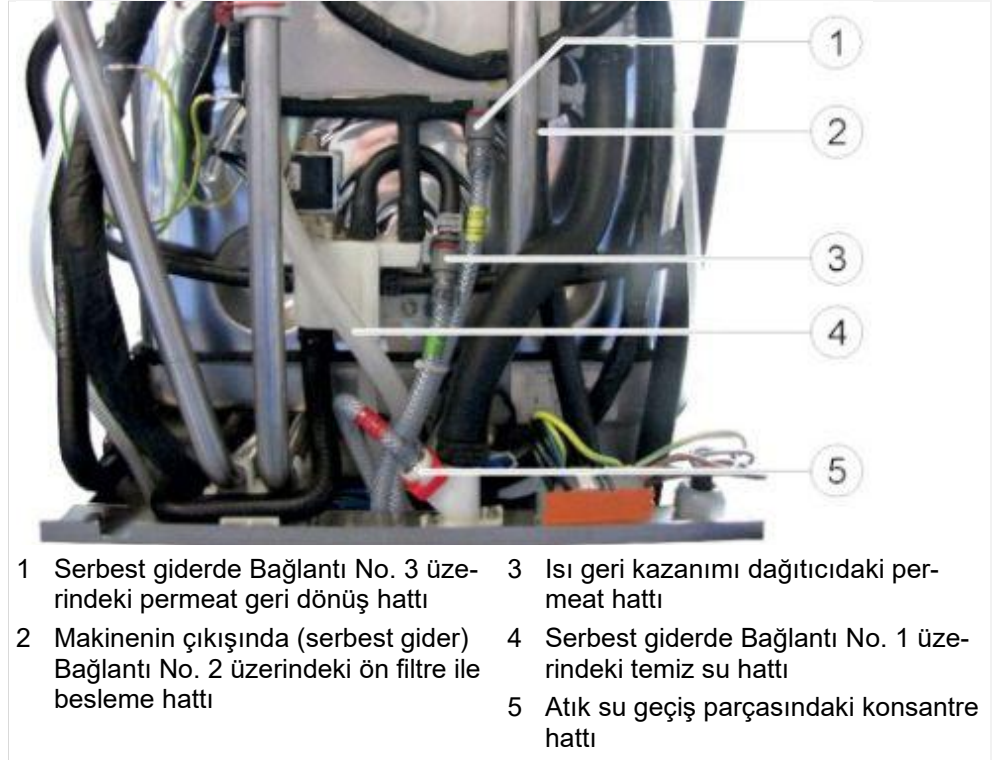 1
2
3
4
5
1 Serbest giderde Bağlantı No. 3 üze-
rindeki permeat geri dönüş hattı
2 Makinenin çıkışında (serbest gider)
Bağlantı No. 2 üzerindeki ön filtre ile
besleme hattı
3 Isı geri kazanımı dağıtıcıdaki per-
meat hattı
4 Serbest giderde Bağlantı No. 1 üze-
rindeki temiz su hattı
5 Atık su geçiş parçasındaki konsantre
hattı